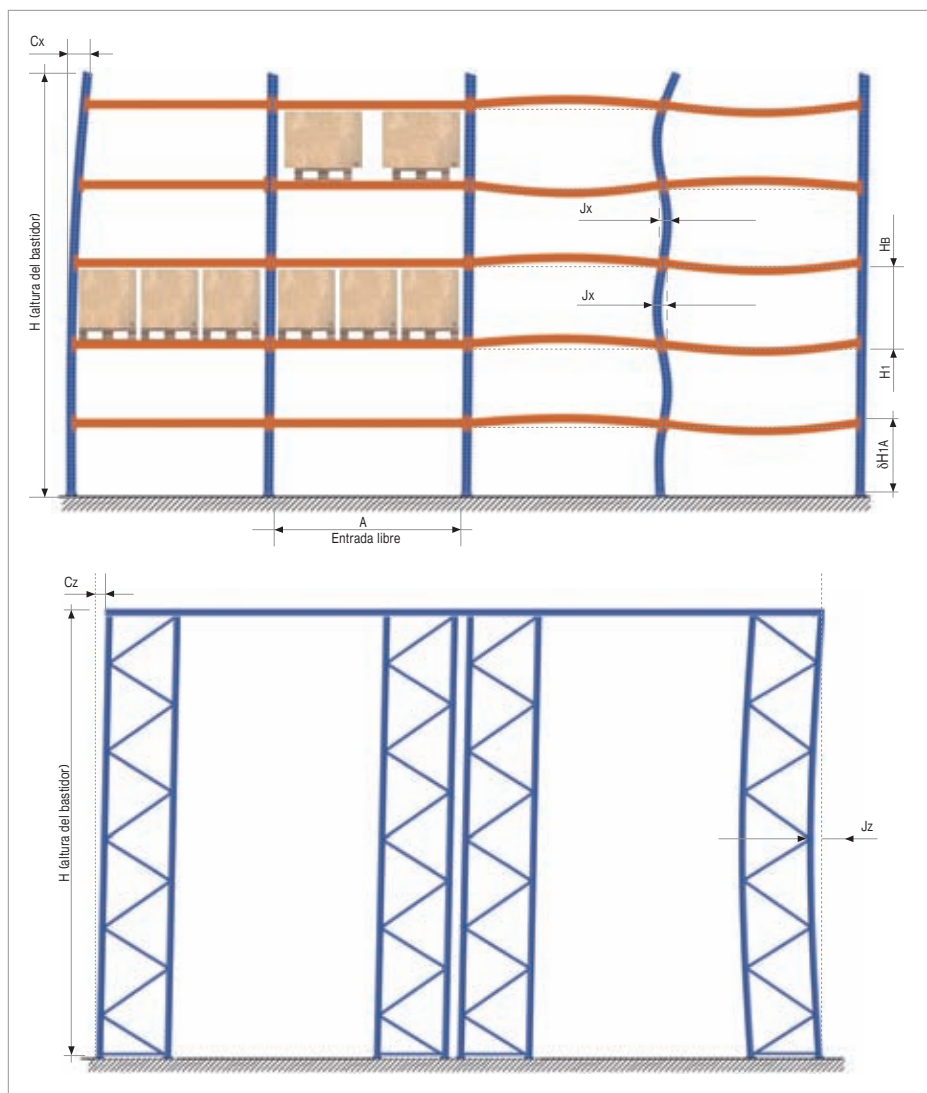 Cx
H (altura del bastidor)
Jx
Jx
HB
H1
δH1A
A
Entrada libre
Cz
H (altura del bastidor)
Jz